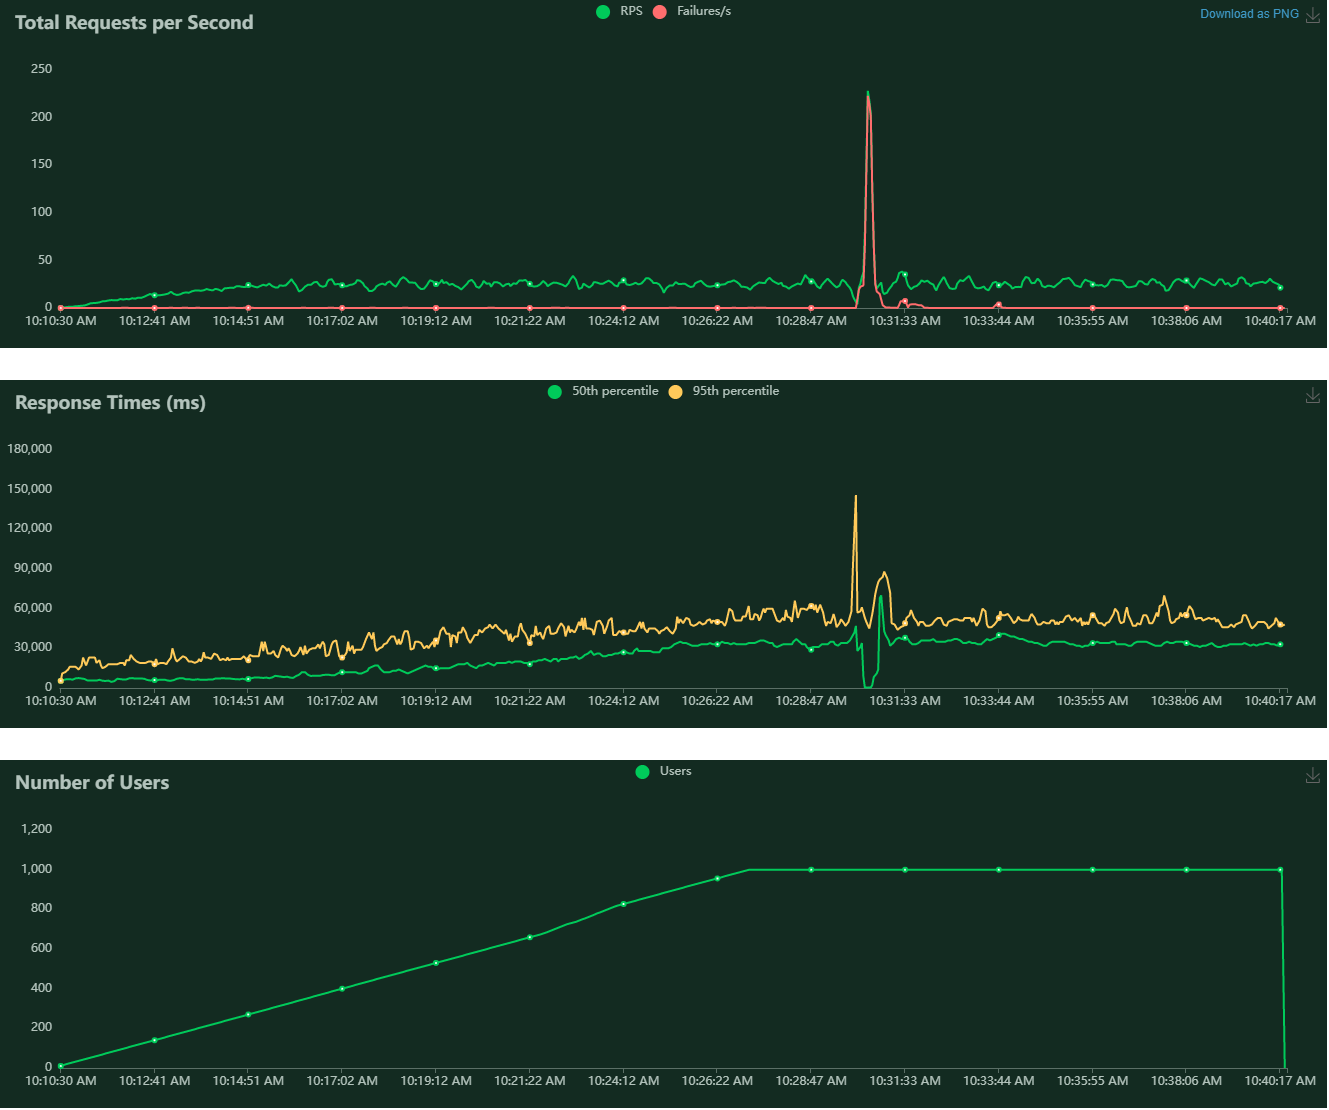 RPS Failures/s
Total Requests per Second
Download as PNG
250
200
150
100
50
0
10:10:30 AM 10:12:41 AM 10:14:51 AM 10:17:02 AM 10:19:12 AM 10:21:22 AM 10:24:12 AM 10:26:22 AM 10:28:47 AM 10:31:33 AM 10:33:44 AM 10:35:55 AM 10:38:06 AM 10:40:17 AM
50th percentile 95th percentile
Response Times (ms)
180,000
150,000
120,000
90,000
60,000
30,000
0
10:10:30 AM 10:12:41 AM 10:14:51 AM 10:17:02 AM 10:19:12 AM 10:21:22 AM 10:24:12 AM 10:26:22 AM 10:28:47 AM 10:31:33 AM 10:33:44 AM 10:35:55 AM 10:38:06 AM 10:40:17 AM
Users
Number of Users
1,200
1,000
800
600
400
200
0
10:10:30 AM 10:12:41 AM 10:14:51 AM 10:17:02 AM 10:19:12 AM 10:21:22 AM 10:24:12 AM 10:26:22 AM 10:28:47 AM 10:31:33 AM 10:33:44 AM 10:35:55 AM 10:38:06 AM 10:40:17 AM